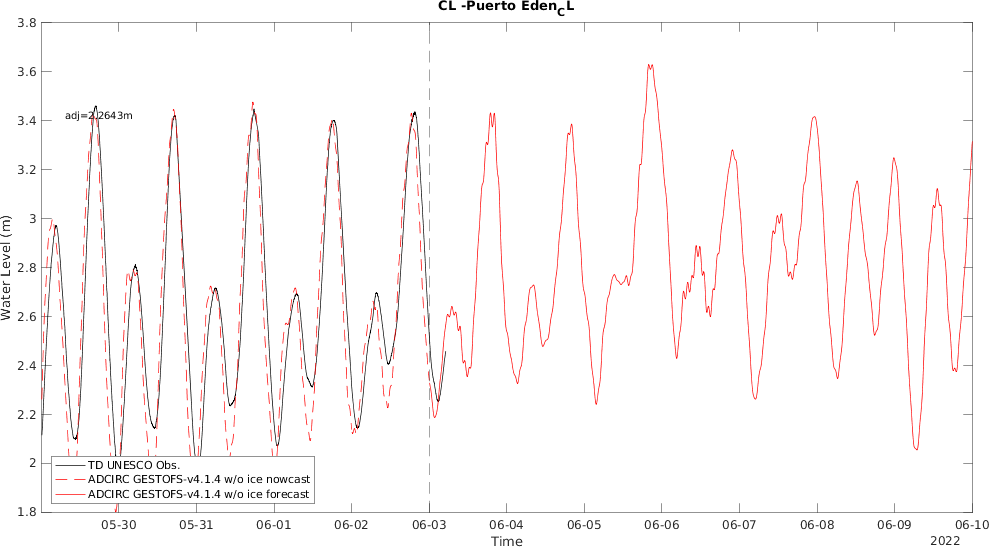 CL -Puerto Eden_CL
3.8
3.6
3.4
3.2
3
2.8
2.6
2.4
2.2
2
1.8
Water Level (m)
adj=2.2643m
TD UNESCO Obs.
ADCIRC GESTOFS-v4.1.4 w/o ice nowcast
ADCIRC GESTOFS-v4.1.4 w/o ice forecast
05-30 05-31 06-01 06-02 06-03 06-04 06-05 06-06 06-07 06-08 06-09 06-10
Time
2022